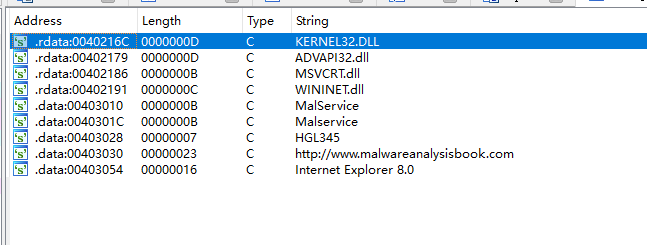 Address Length Type String
.rdata:0040216C 0000000D C KERNEL32.DLL
.rdata:00402179 0000000D C ADVAPI32.dll
.rdata:00402186 0000000B C MSVCRT.dll
.rdata:00402191 0000000C C WININET.dll
.data:00403010 0000000B C MalService
.data:0040301C 0000000B C Malservice
.data:00403028 00000007 C HGL345
.data:00403030 00000023 C http://www.malwareanalysisbook.com
.data:00403054 00000016 C Internet Explorer 8.0